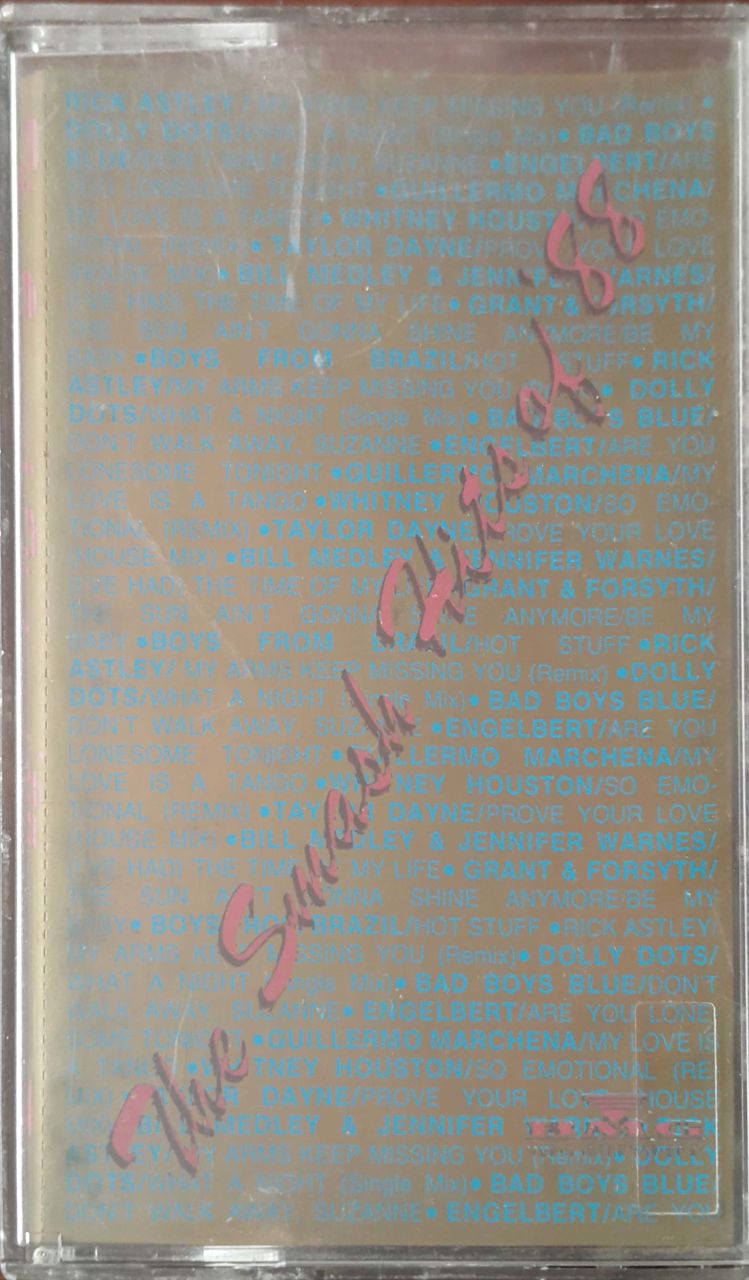 RICK ASTLEY / MY ARMS KEEP MISSING YOU (Remix) •
DOLLY DOTS/WHAT A NIGHT (Single Mix)• BAD BOYS
BLUE/DON'T WALK AWAY, SUZANNE •ENGELBERT/ARE
YOU LONESOME TONIGHT •GUILLERMO MARCHENA/
MY LOVE IS A TANGO • WHITNEY HOUSTON/SO EMO-
TIONAL (REMIX)• TAYLOR DAYNE/PROVE YOUR LOVE
(HOUSE MIX)• BILL MEDLEY & JENNIFER WARNES/
(I'VE HAD) THE TIME OF MY LIFE• GRANT & FORSYTH/
THE SUN AIN'T GONNA SHINE ANYMORE/BE MY
BABY •BOYS FROM BRAZIL/HOT STUFF• RICK
ASTLEY/MY ARMS KEEP MISSING YOU • DOLLY
DOTS/WHAT A NIGHT (Single Mix)• BAD BOYS BLUE/
DON'T WALK AWAY, SUZANNE •ENGELBERT/ARE YOU
LONESOME TONIGHT •GUILLERMO MARCHENA/MY
LOVE IS A TANGO •WHITNEY HOUSTON/SO EMO-
TIONAL (REMIX) •TAYLOR DAYNE/PROVE YOUR LOVE
(HOUSE MIX) •BILL MEDLEY & JENNIFER WARNES/
(I'VE HAD) THE TIME OF MY LIFE• GRANT & FORSYTH/
THE SUN AIN'T GONNA SHINE ANYMORE/BE MY
BABY •BOYS FROM BRAZIL/HOT STUFF •RICK
ASTLEY/ MY ARMS KEEP MISSING YOU (Remix) •DOLLY
DOTS/WHAT A NIGHT (Single Mix)• BAD BOYS BLUE/
DON'T WALK AWAY, SUZANNE •ENGELBERT/ARE YOU
LONESOME TONIGHT •GUILLERMO MARCHENA/MY
LOVE IS A TANGO •WHITNEY HOUSTON/SO EMO-
TIONAL (REMIX) •TAYLOR DAYNE/PROVE YOUR LOVE
(HOUSE MIX) •BILL MEDLEY & JENNIFER WARNES/
(I'VE HAD) THE TIME OF MY LIFE• GRANT & FORSYTH/
THE SUN AIN'T GONNA SHINE ANYMORE/BE MY
BABY• BOYS BRAZIL/HOT STUFF •RICK ASTLEY/
MY ARMS KEEP MISSING YOU (Remix)• DOLLY DOTS/
WHAT A NIGHT (Single Mix)• BAD BOYS BLUE/DON'T
WALK AWAY, SUZANNE• ENGELBERT/ARE YOU LONE-
SOME TONIGHT •GUILLERMO MARCHENA/MY LOVE IS
A TANGO •WHITNEY HOUSTON/SO EMOTIONAL (RE-
MIX)• TAYLOR DAYNE/PROVE YOUR LOVE (HOUSE
MIX)• BILL MEDLEY & JENNIFER WARNES RICK
ASTLEY/MY ARMS KEEP MISSING YOU (Remix)• DOLLY
DOTS/WHAT A NIGHT (Single Mix)• BAD BOYS BLUE/
DON'T WALK AWAY, SUZANNE• ENGELBERT/ARE YOU
The Smash Hits of '88